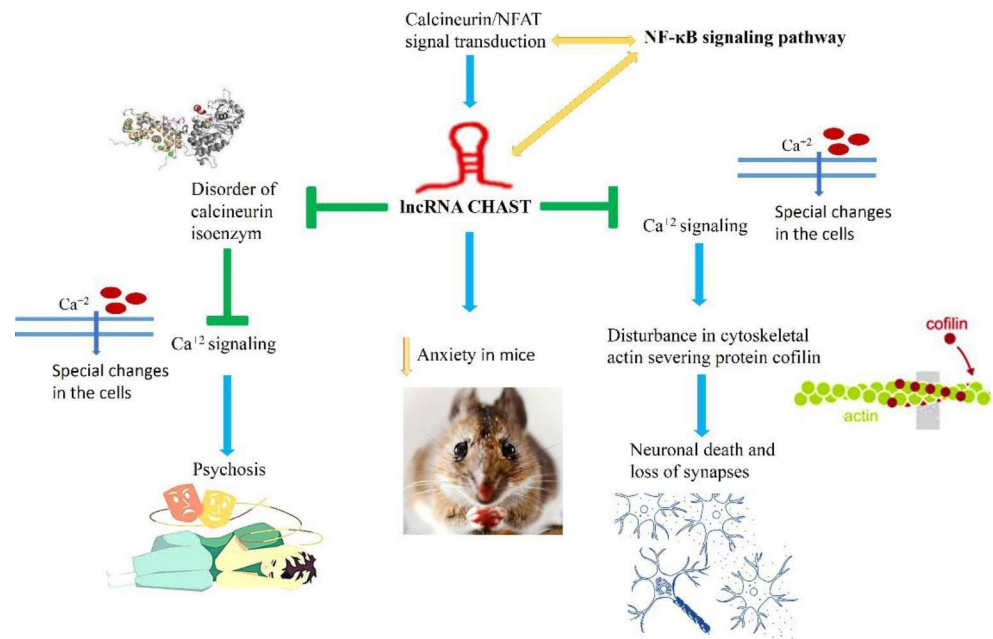 Calcineurin/NFAT
signal transduction
NF-κB signaling pathway
lncRNA CHAST
Disorder of
calcineurin
isoenzym
Ca⁺²
Special changes
in the cells
Ca⁺² signaling
Ca⁺²
Special changes
in the cells
Ca⁺² signaling
Anxiety in mice
Disturbance in cytoskeletal
actin severing protein cofilin
cofilin
actin
Psychosis
Neuronal death and
loss of synapses